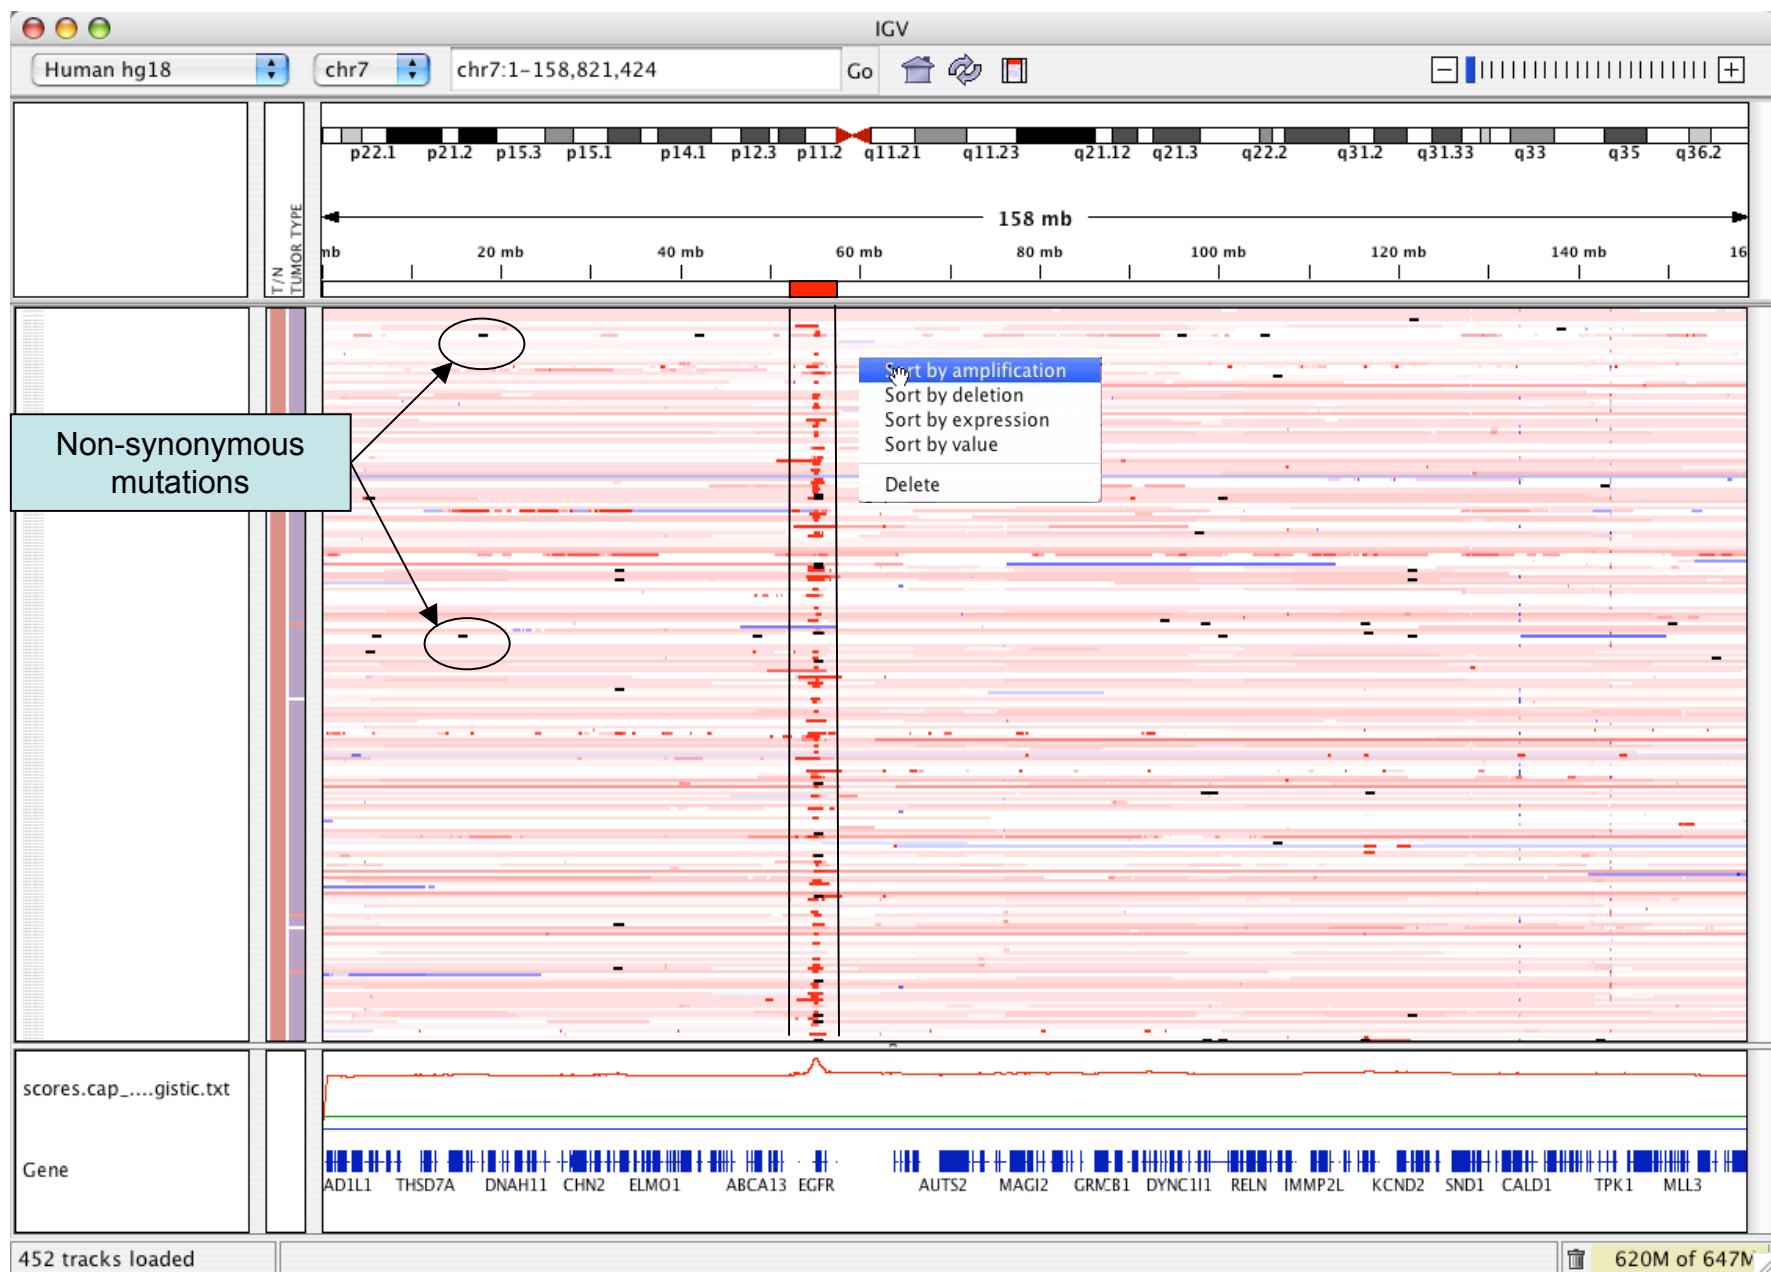 IGV
Human hg18 chr7 chr7:1-158,821,424 Go
p22.1 p21.2 p15.3 p15.1 p14.1 p12.3 p11.2 q11.21 q11.23 q21.12 q21.3 q22.2 q31.2 q31.33 q33 q35 q36.2
158 mb
mb 20 mb 40 mb 60 mb 80 mb 100 mb 120 mb 140 mb 16
T/N
TUMOR TYPE
Sort by amplification
Sort by deletion
Sort by expression
Sort by value
Delete
Non-synonymous
mutations
scores.cap_....gistic.txt
Gene
AD1L1 THSD7A DNAH11 CHN2 ELMO1 ABCA13 EGFR AUTS2 MAGI2 GRMCB1 DYNC1I1 RELN IMMP2L KCND2 SND1 CALD1 TPK1 MLL3
452 tracks loaded
620M of 647M